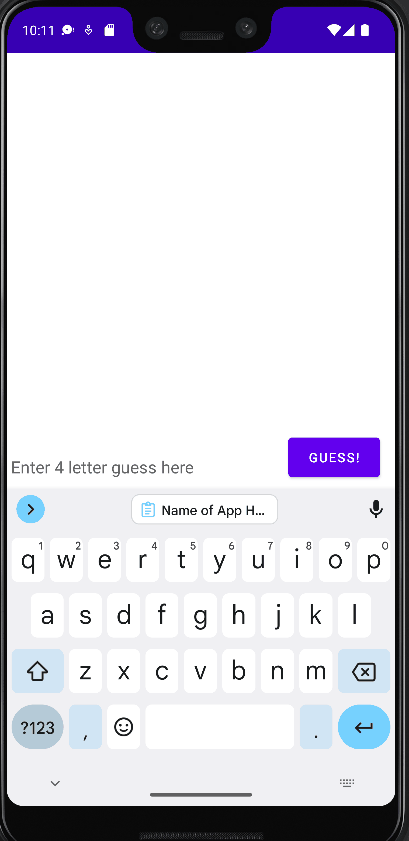 10:11
Enter 4 letter guess here
GUESS!
Name of App H...
1 2 3 4 5 6 7 8 9 0
q w e r t y u i o p
a s d f g h j k l
z x c v b n m
?123 , .